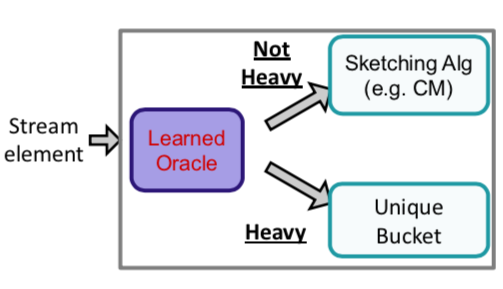 Stream
element
Learned
Oracle
Not
Heavy
Sketching Alg
(e.g. CM)
Heavy
Unique
Bucket